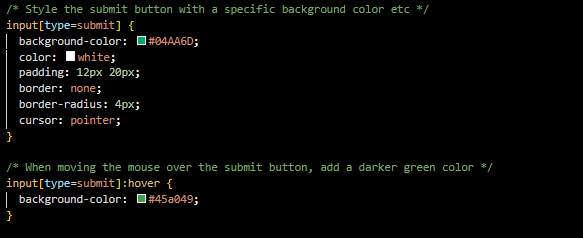 /* Style the submit button with a specific background color etc */
input[type=submit] {
background-color: #04AA6D;
color: white;
padding: 12px 20px;
border: none;
border-radius: 4px;
cursor: pointer;
}
/* When moving the mouse over the submit button, add a darker green color */
input[type=submit]:hover {
background-color: #45a049;
}